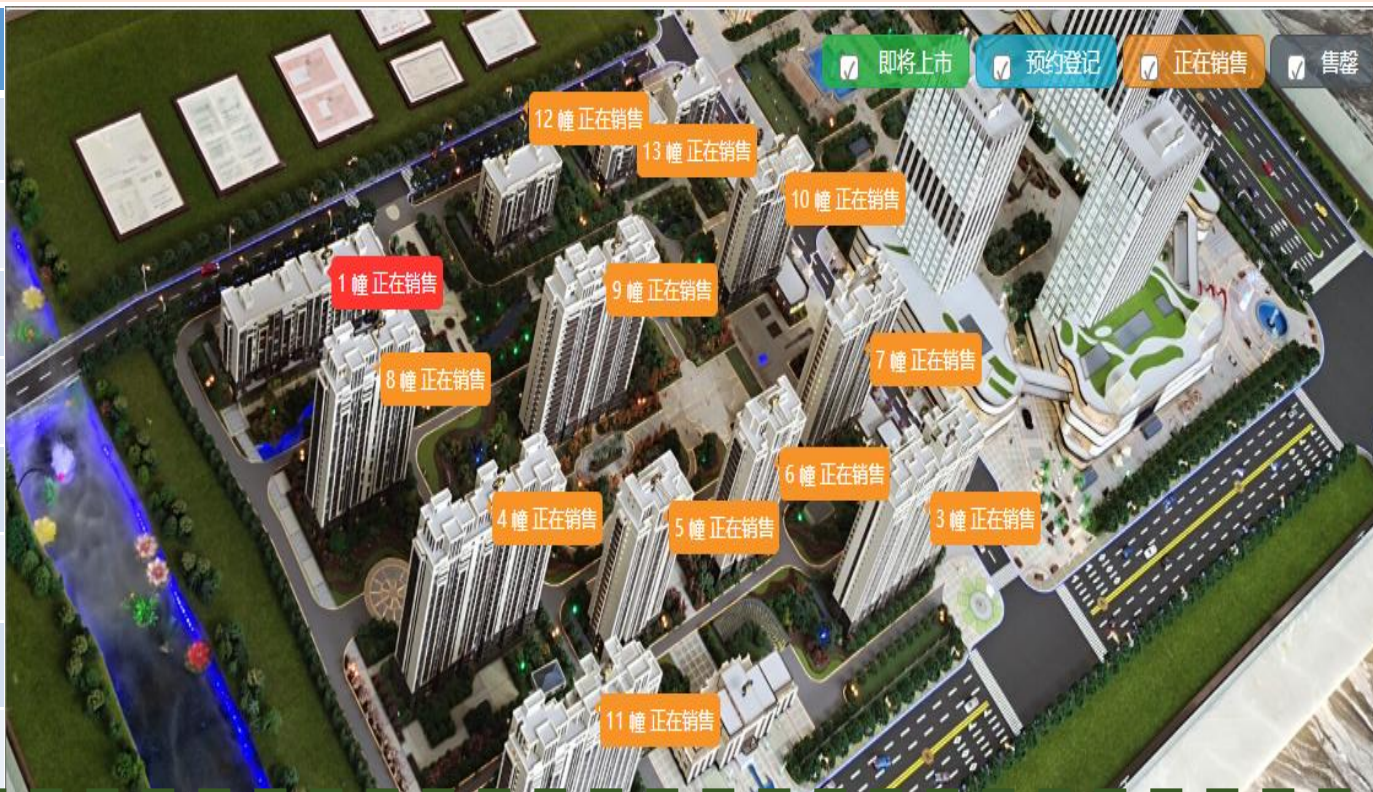 即将上市
预约登记
正在销售
售罄
12 幢 正在销售
13 幢 正在销售
10 幢 正在销售
1 幢 正在销售
9 幢 正在销售
7 幢 正在销售
8 幢 正在销售
6 幢 正在销售
4 幢 正在销售
5 幢 正在销售
3 幢 正在销售
11 幢 正在销售